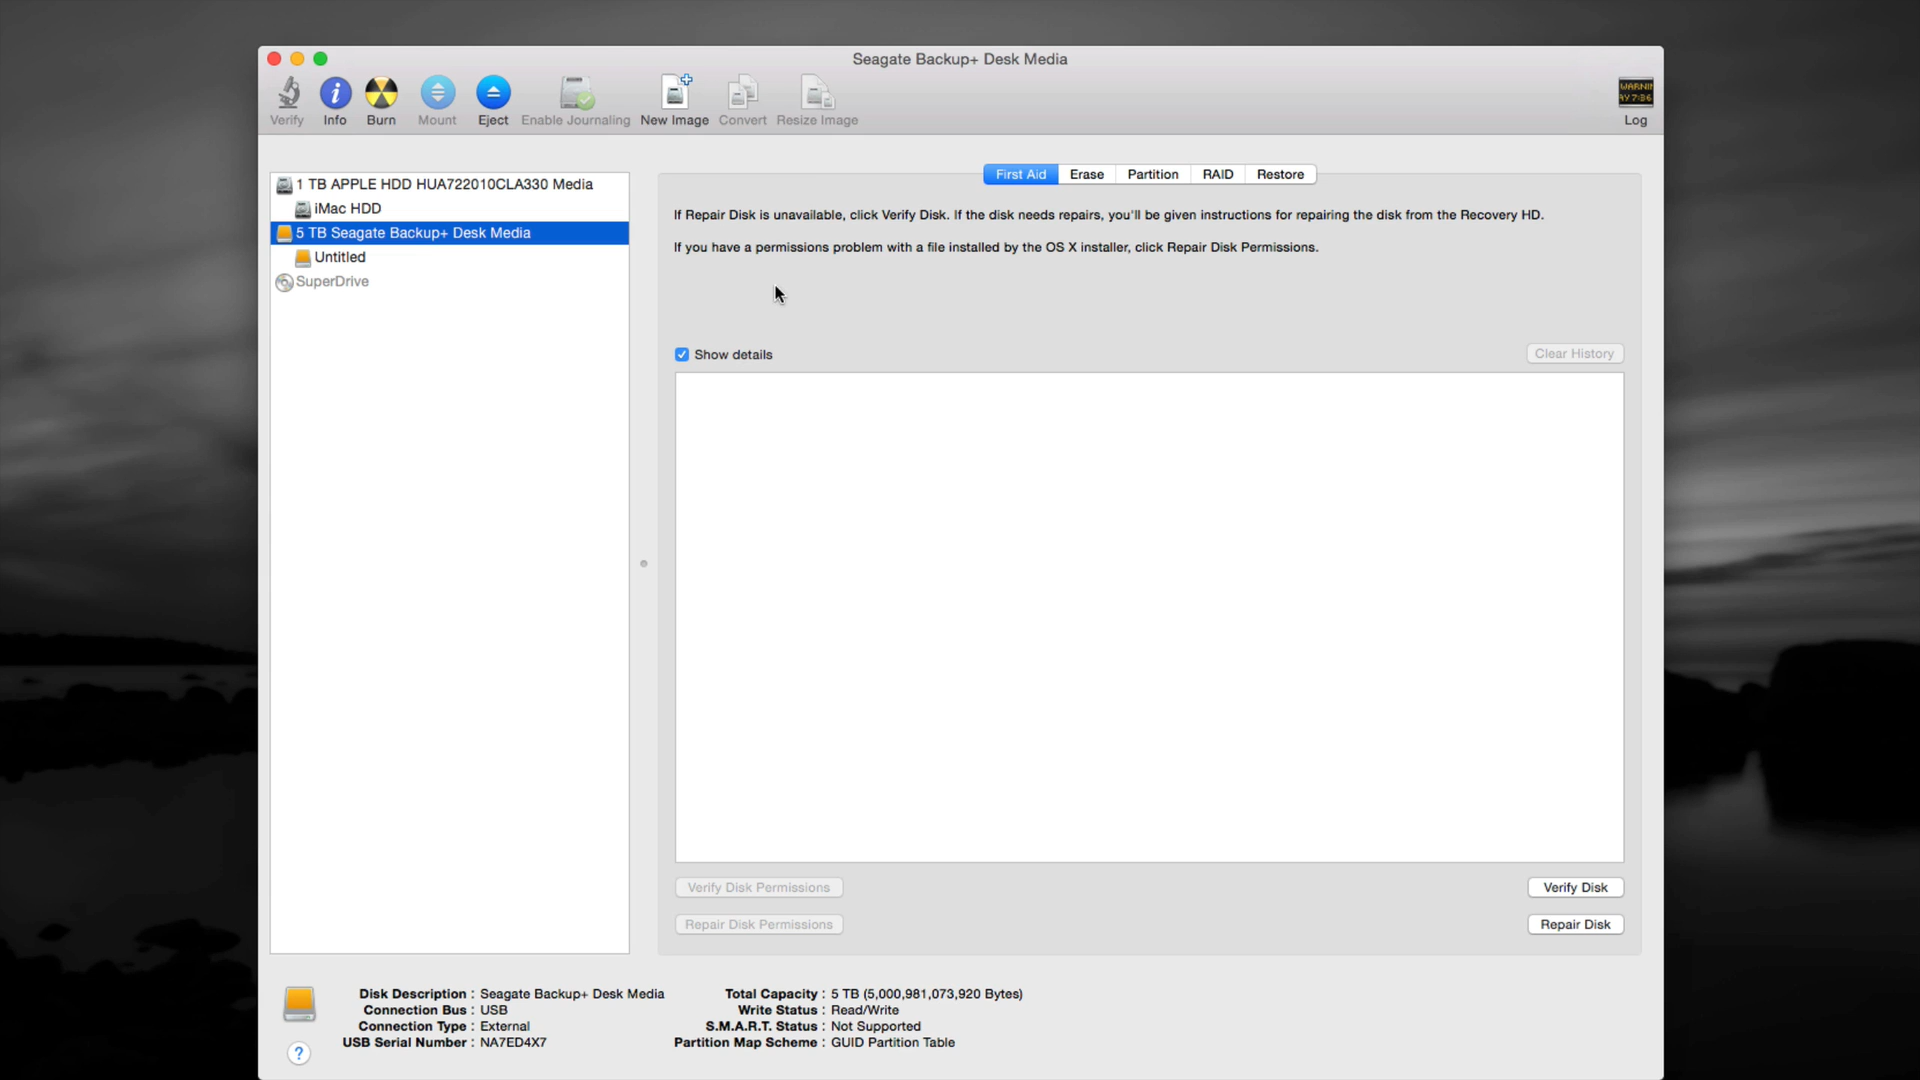 Seagate Backup+ Desk Media
Verify Info Burn Mount Eject Enable Journaling New Image Convert Resize Image Log
1 TB APPLE HDD HUA722010CLA330 Media
iMac HDD
5 TB Seagate Backup+ Desk Media
Untitled
SuperDrive
First Aid Erase Partition RAID Restore
If Repair Disk is unavailable, click Verify Disk. If the disk needs repairs, you'll be given instructions for repairing the disk from the Recovery HD.
If you have a permissions problem with a file installed by the OS X installer, click Repair Disk Permissions.
Show details
Clear History
Verify Disk Permissions
Verify Disk
Repair Disk Permissions
Repair Disk
Disk Description : Seagate Backup+ Desk Media
Connection Bus : USB
Connection Type : External
USB Serial Number : NA7ED4X7
Total Capacity : 5 TB (5,000,981,073,920 Bytes)
Write Status : Read/Write
S.M.A.R.T. Status : Not Supported
Partition Map Scheme : GUID Partition Table
?